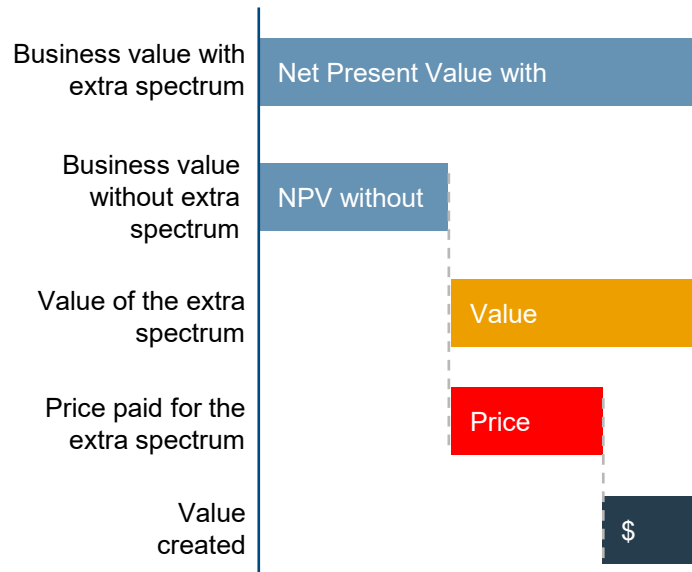 Business value with
extra spectrum
Net Present Value with
Business value
without extra
spectrum
NPV without
Value of the extra
spectrum
Value
Price paid for the
extra spectrum
Price
Value
created
$